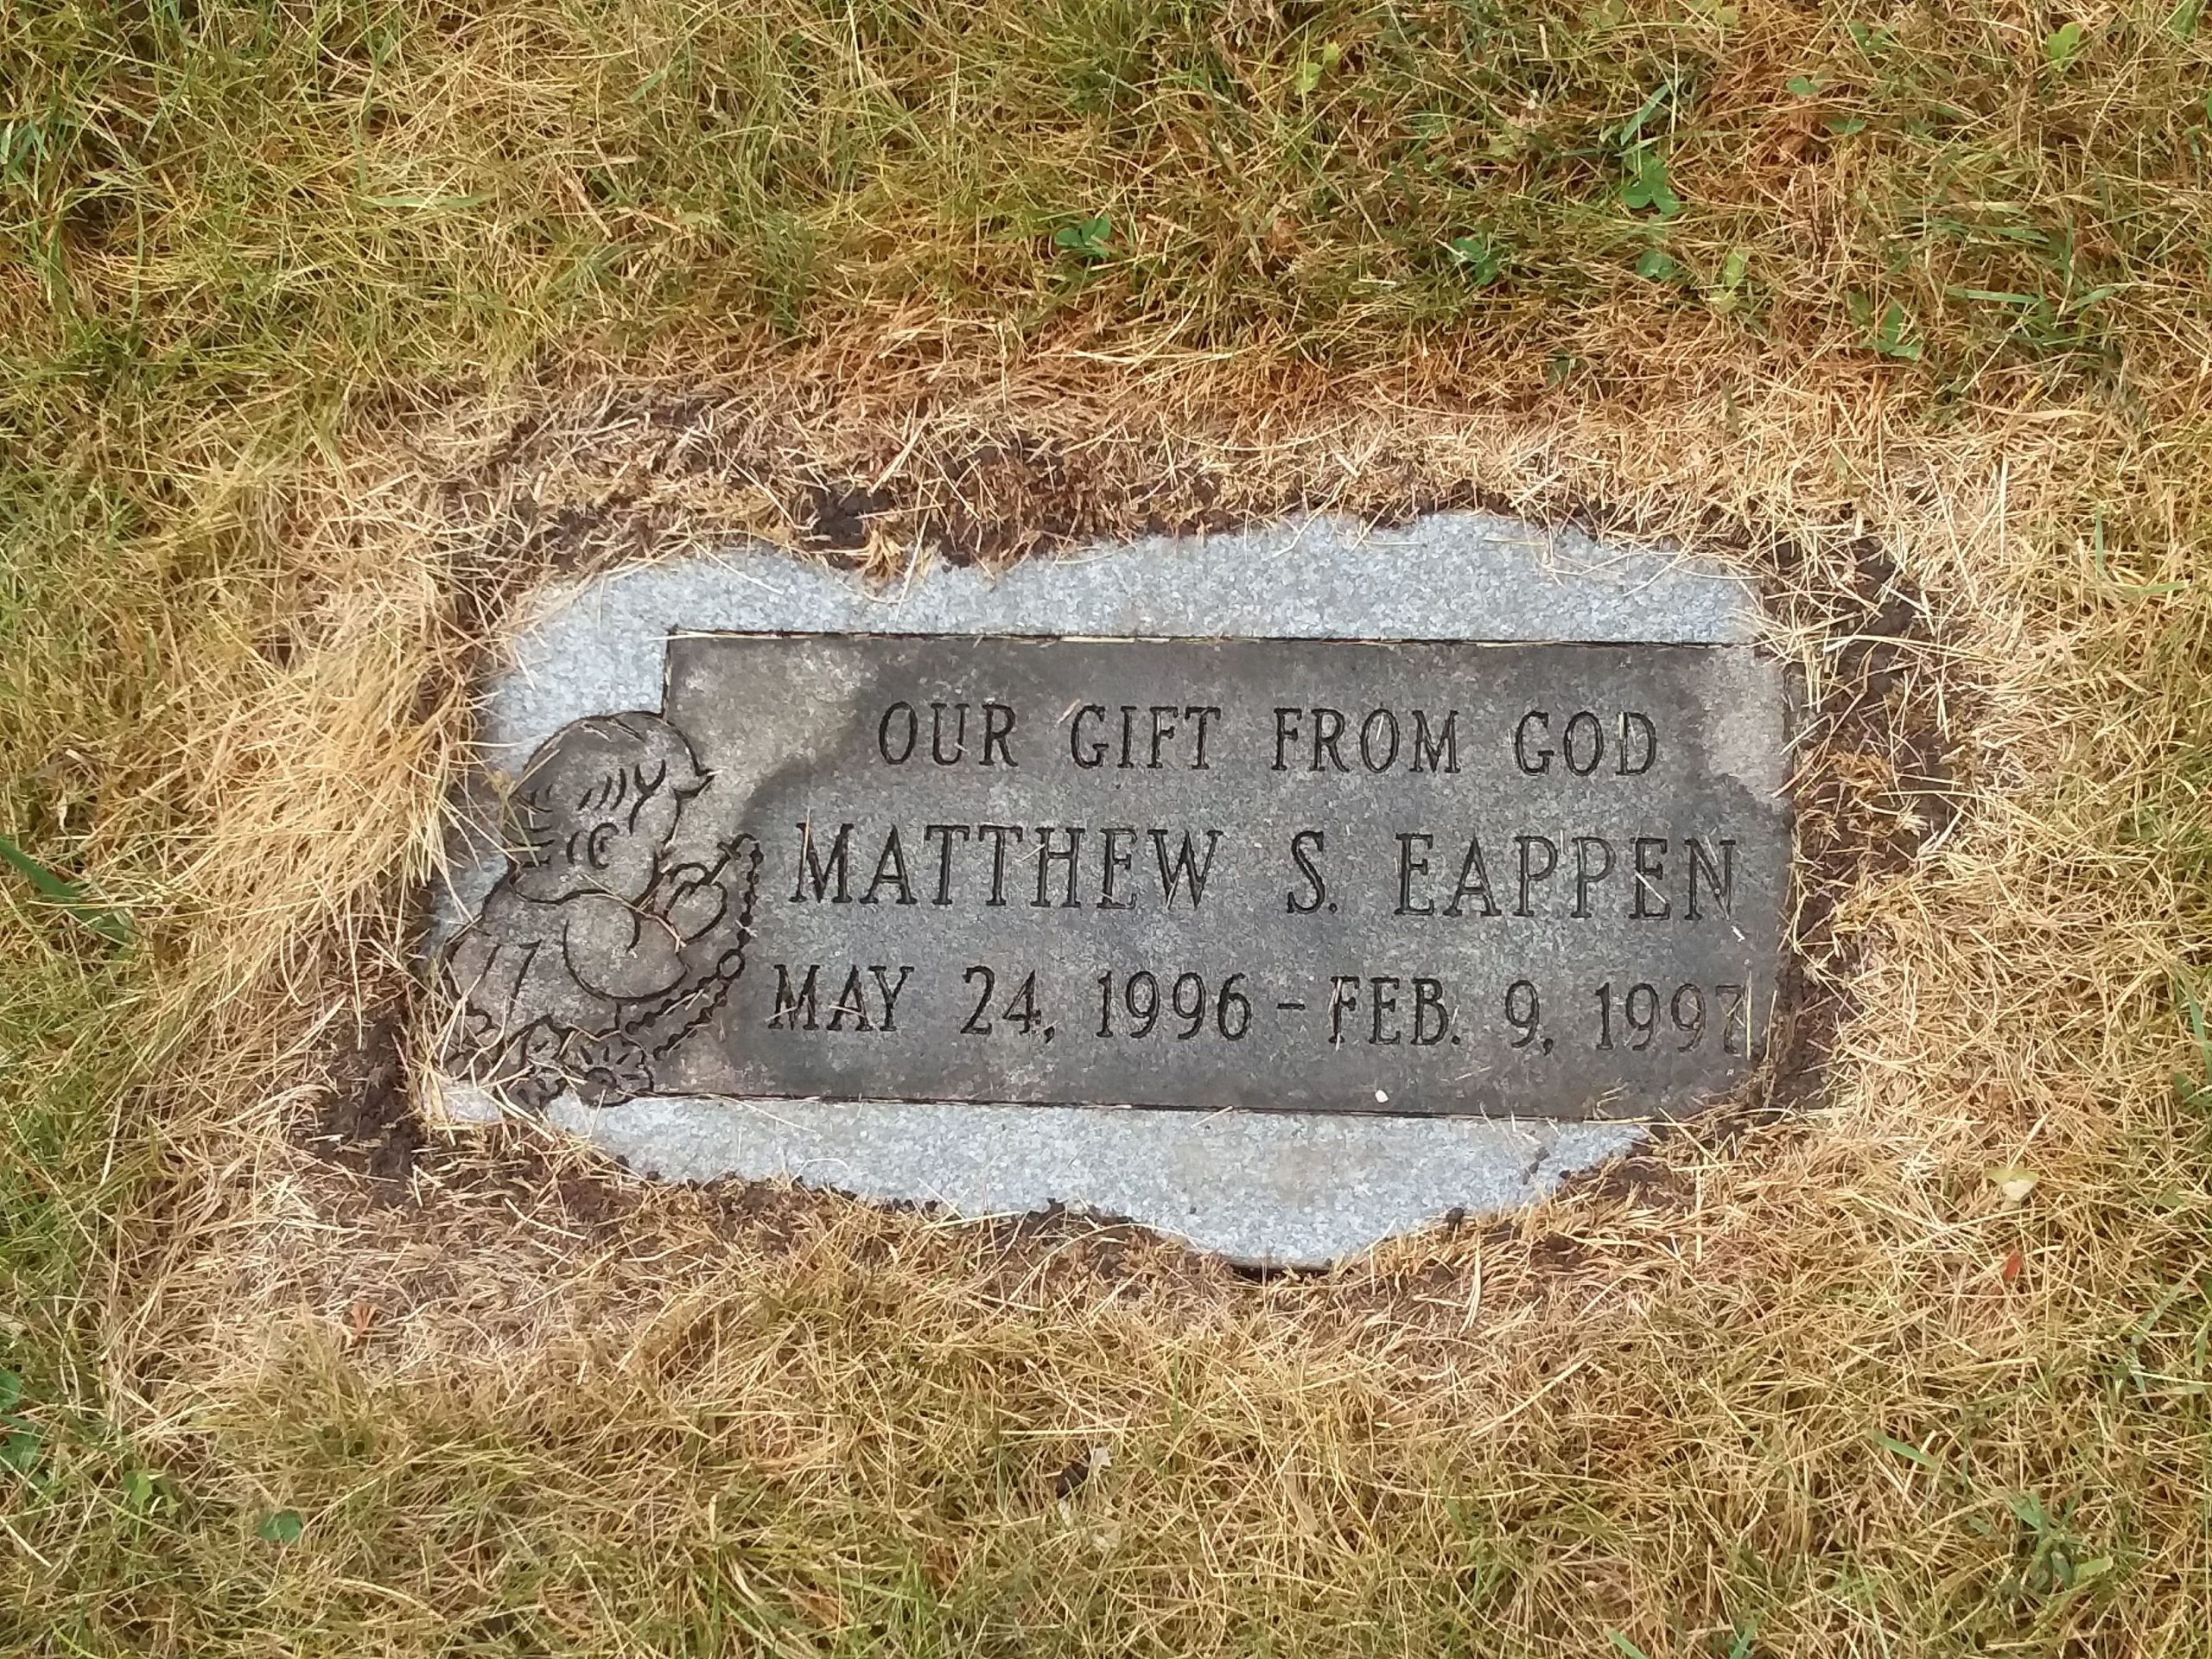 OUR GIFT FROM GOD
MATTHEW S. EAPPEN
MAY 24, 1996 - FEB. 9, 1997